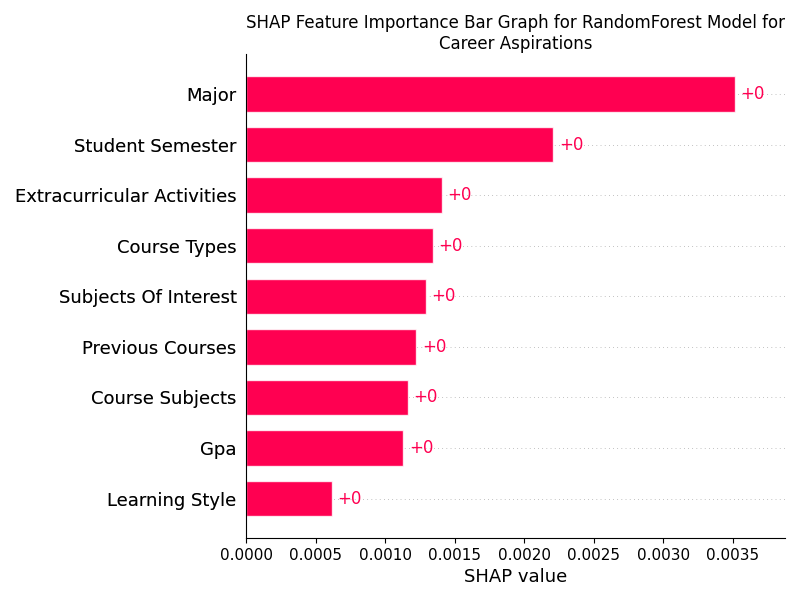 SHAP Feature Importance Bar Graph for RandomForest Model for
Career Aspirations
Major +0
Student Semester +0
Extracurricular Activities +0
Course Types +0
Subjects Of Interest +0
Previous Courses +0
Course Subjects +0
Gpa +0
Learning Style +0
0.0000 0.0005 0.0010 0.0015 0.0020 0.0025 0.0030 0.0035
SHAP value